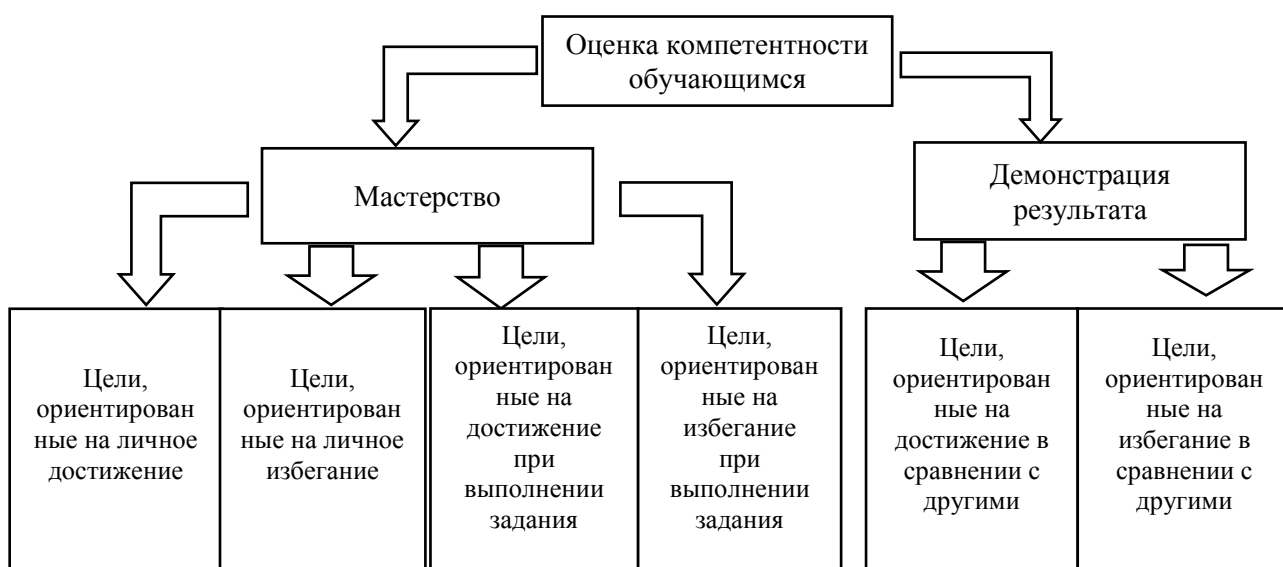 Оценка компетентности
обучающимся
Мастерство
Демонстрация
результата
Цели,
ориентирован
ные на личное
достижение
Цели,
ориентирован
ные на личное
избегание
Цели,
ориентирован
ные на
достижение
при
выполнении
задания
Цели,
ориентирован
ные на
избегание
при
выполнении
задания
Цели,
ориентирован
ные на
достижение в
сравнении с
другими
Цели,
ориентирован
ные на
избегание в
сравнении с
другими